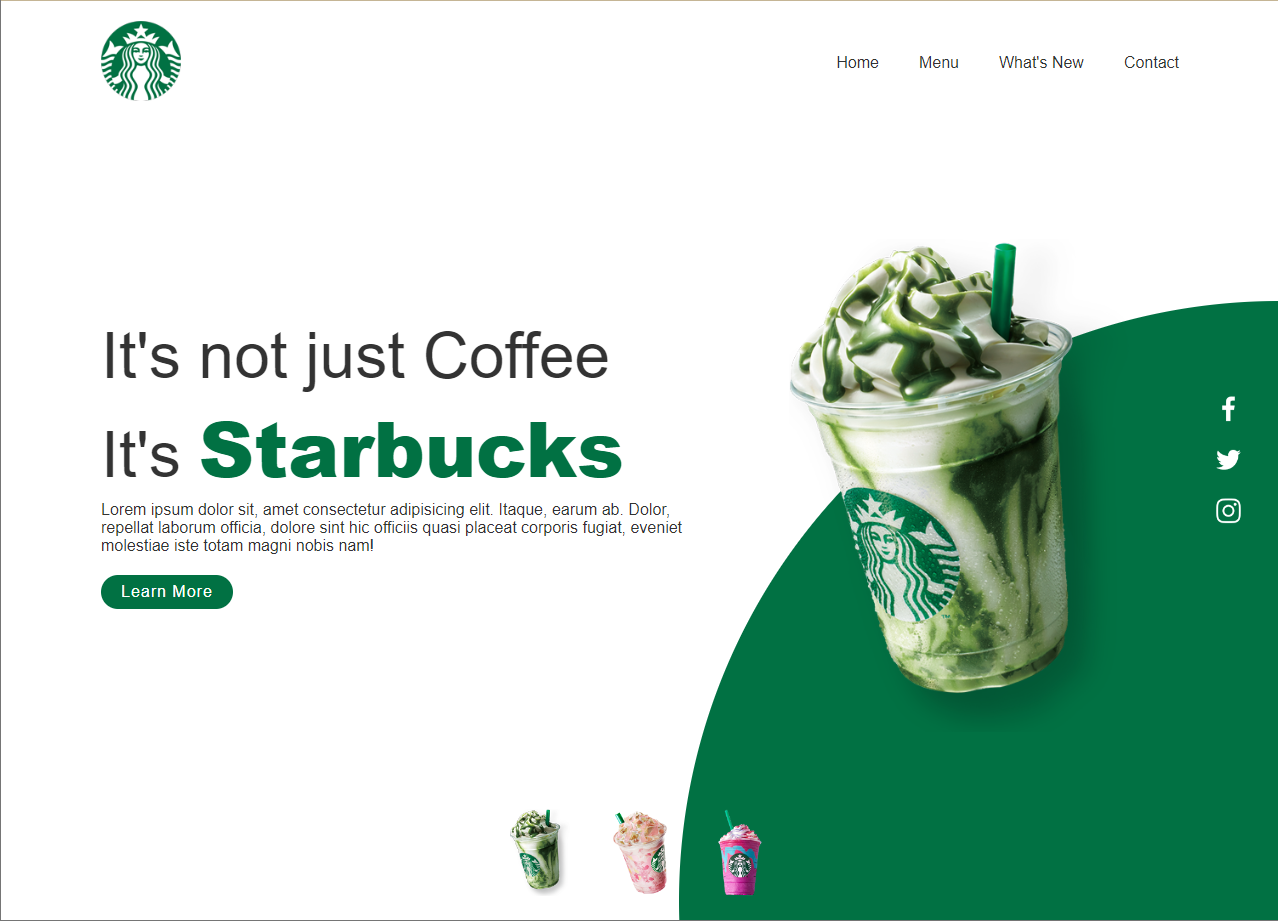 Home Menu What's New Contact
It's not just Coffee
It's Starbucks
Lorem ipsum dolor sit, amet consectetur adipisicing elit. Itaque, earum ab. Dolor,
repellat laborum officia, dolore sint hic officiis quasi placeat corporis fugiat, eveniet
molestiae iste totam magni nobis nam!
Learn More